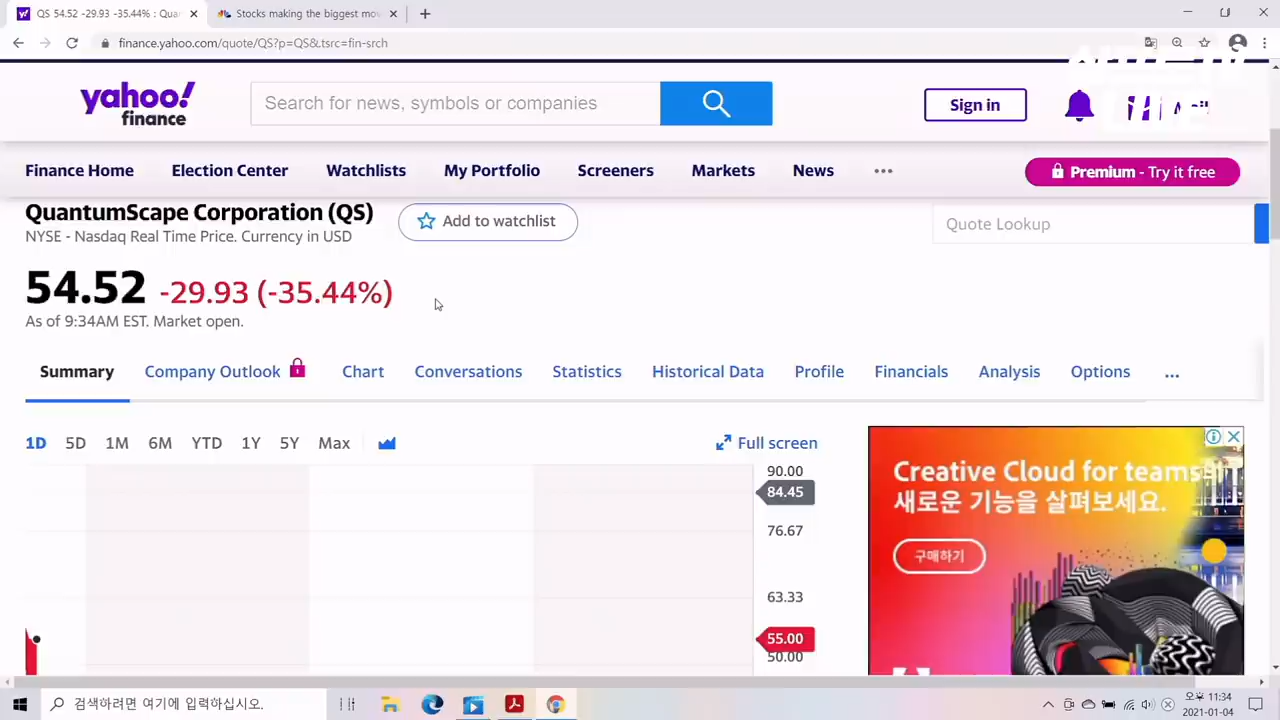 QS 54.52 -29.93 -35.44% : Qua
Stocks making the biggest mo
finance.yahoo.com/quote/QS?p=QS&.tsrc=fin-srch
yahoo!
finance
Search for news, symbols or companies
Sign in
Finance Home
Election Center
Watchlists
My Portfolio
Screeners
Markets
News
Premium - Try it free
QuantumScape Corporation (QS)
Add to watchlist
Quote Lookup
NYSE - Nasdaq Real Time Price. Currency in USD
54.52 -29.93 (-35.44%)
As of 9:34AM EST. Market open.
Summary
Company Outlook
Chart
Conversations
Statistics
Historical Data
Profile
Financials
Analysis
Options
...
1D 5D 1M 6M YTD 1Y 5Y Max
Full screen
90.00
84.45
76.67
63.33
55.00
50.00
Creative Cloud for teams
새로운 기능을 살펴보세요.
구매하기
검색하려면 여기에 입력하십시오.
오후 11:34
2021-01-04